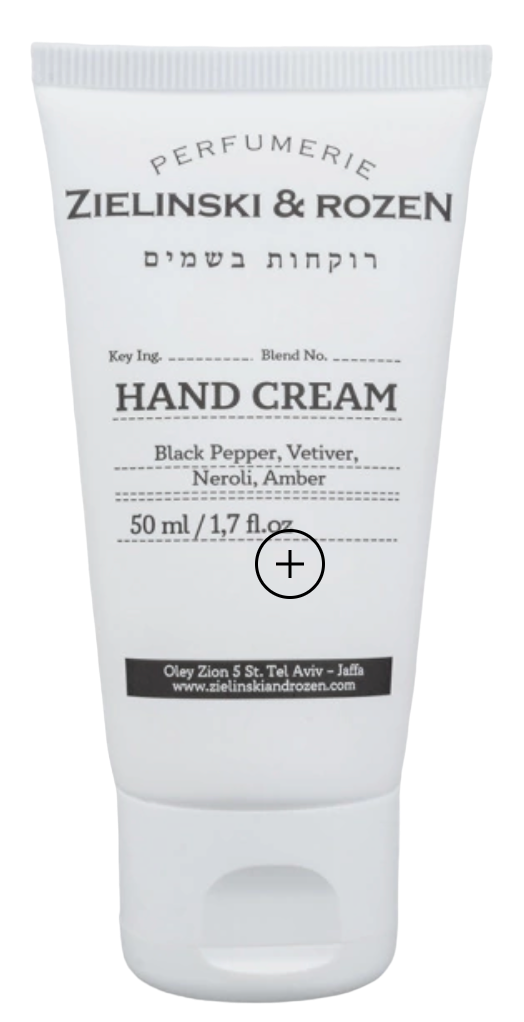 PERFUMERIE
ZIELINSKI & ROZEN
רוקחות בשמים
Key Ing. Blend No.
HAND CREAM
Black Pepper, Vetiver,
Neroli, Amber
50 ml / 1,7 fl.oz
Oley Zion 5 St. Tel Aviv – Jaffa
www.zielinskiandrozen.com